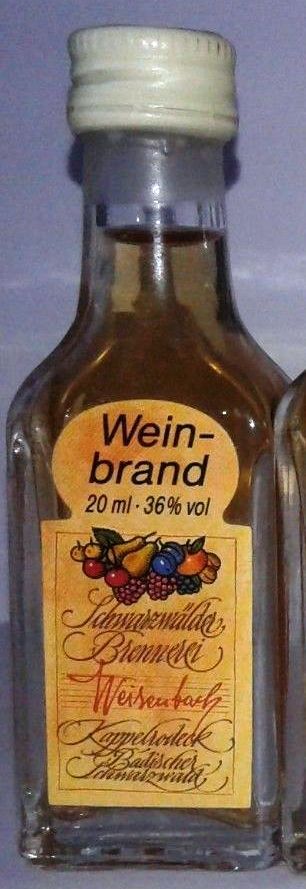 Wein-
brand
20 ml · 36% vol
Schwarzwälder
Brennerei
Weisenbach
Kappelrodeck
Badischer
Schwarzwald